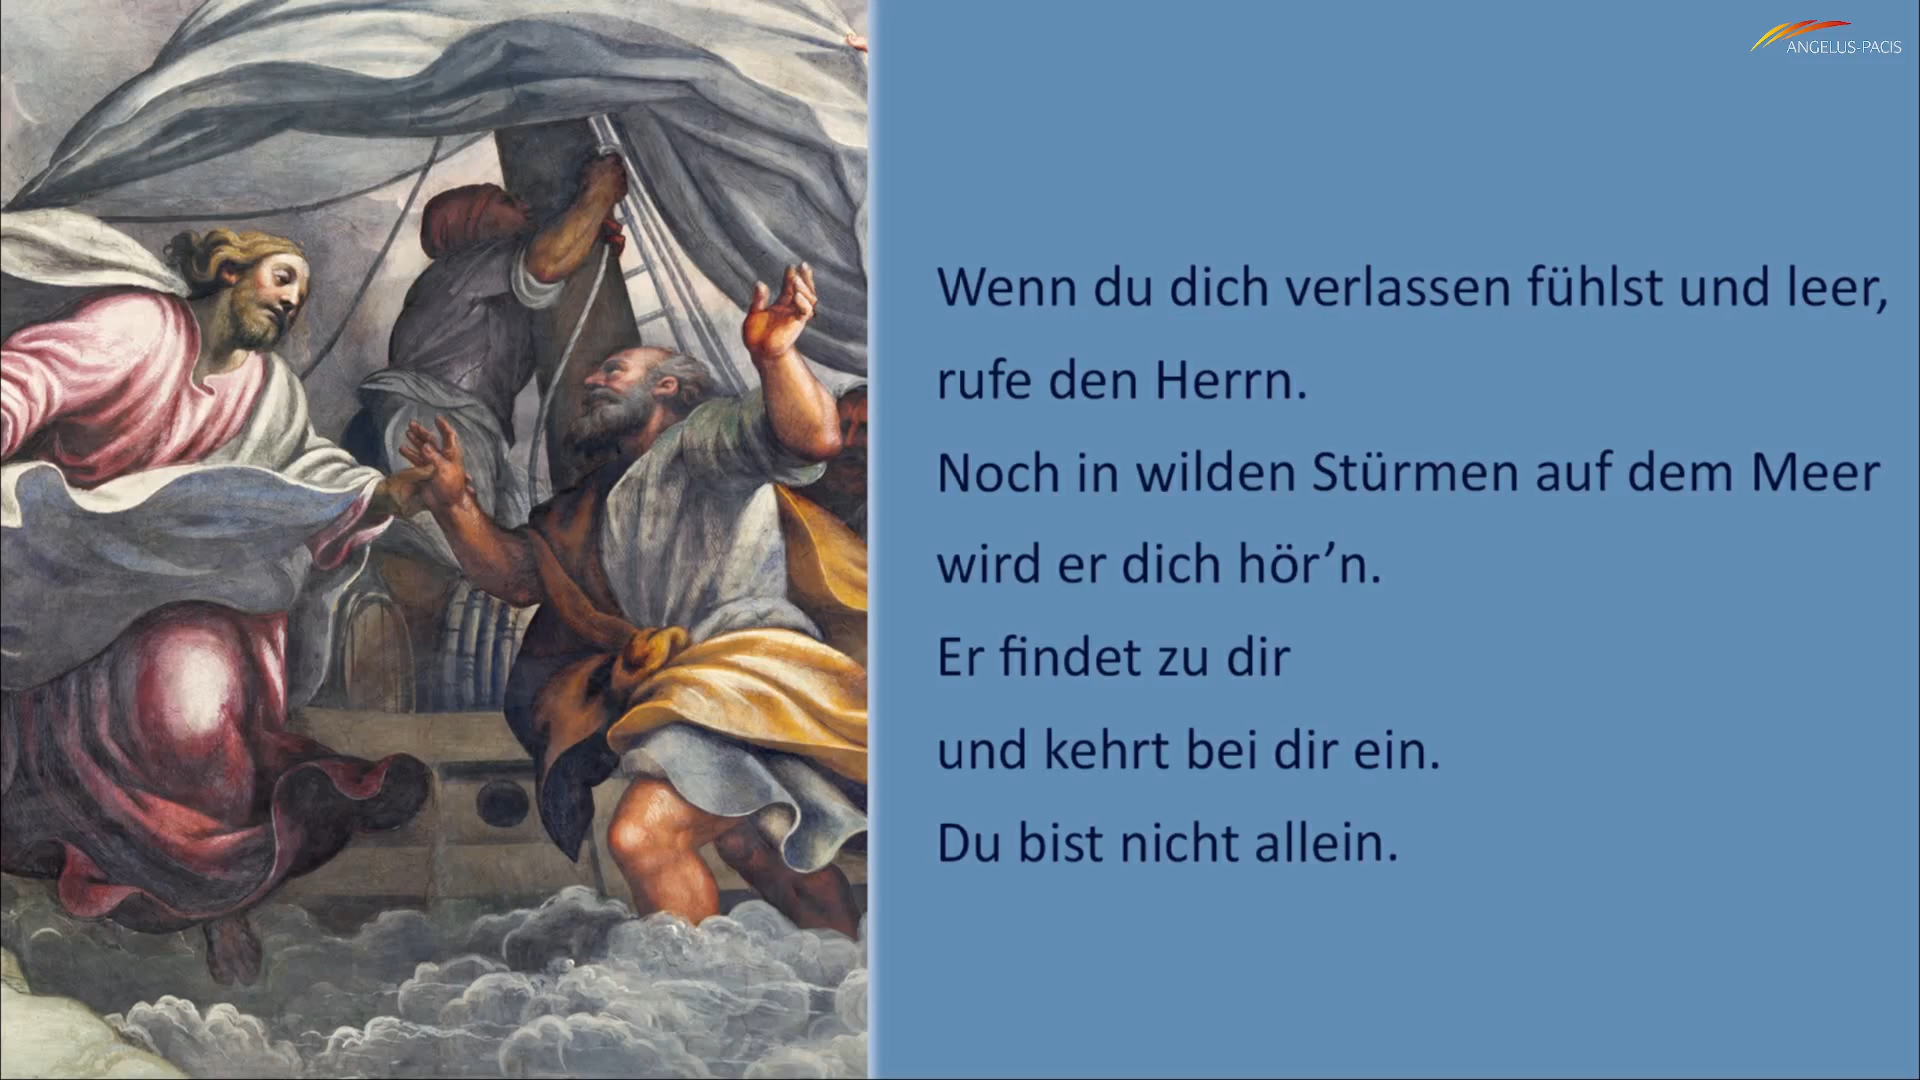 ANGELUS-PACIS
Wenn du dich verlassen fühlst und leer,
rufe den Herrn.
Noch in wilden Stürmen auf dem Meer
wird er dich hör’n.
Er findet zu dir
und kehrt bei dir ein.
Du bist nicht allein.